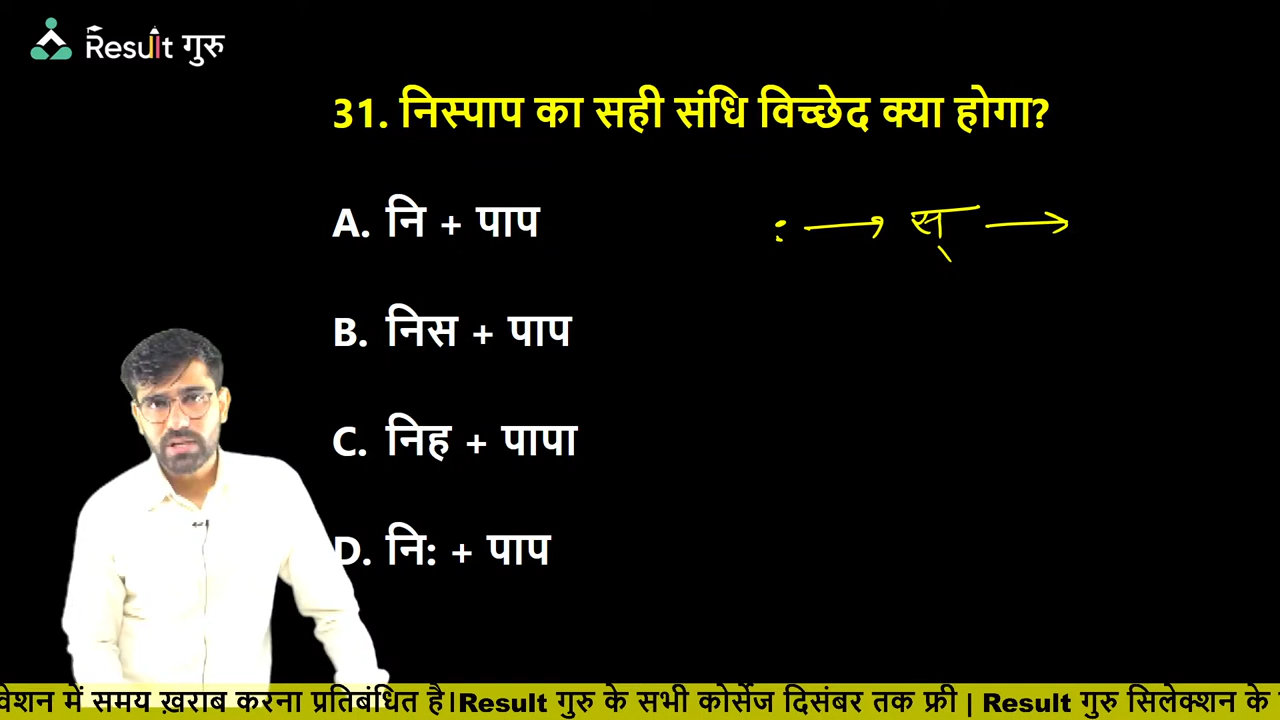 Result गुरु
31. निस्पाप का सही संधि विच्छेद क्या होगा?
A. नि + पाप
: → स् →
B. निस + पाप
C. निह + पापा
D. नि: + पाप
वेशन में समय ख़राब करना प्रतिबंधित है।Result गुरु के सभी कोर्सेज दिसंबर तक फ्री | Result गुरु सिलेक्शन के